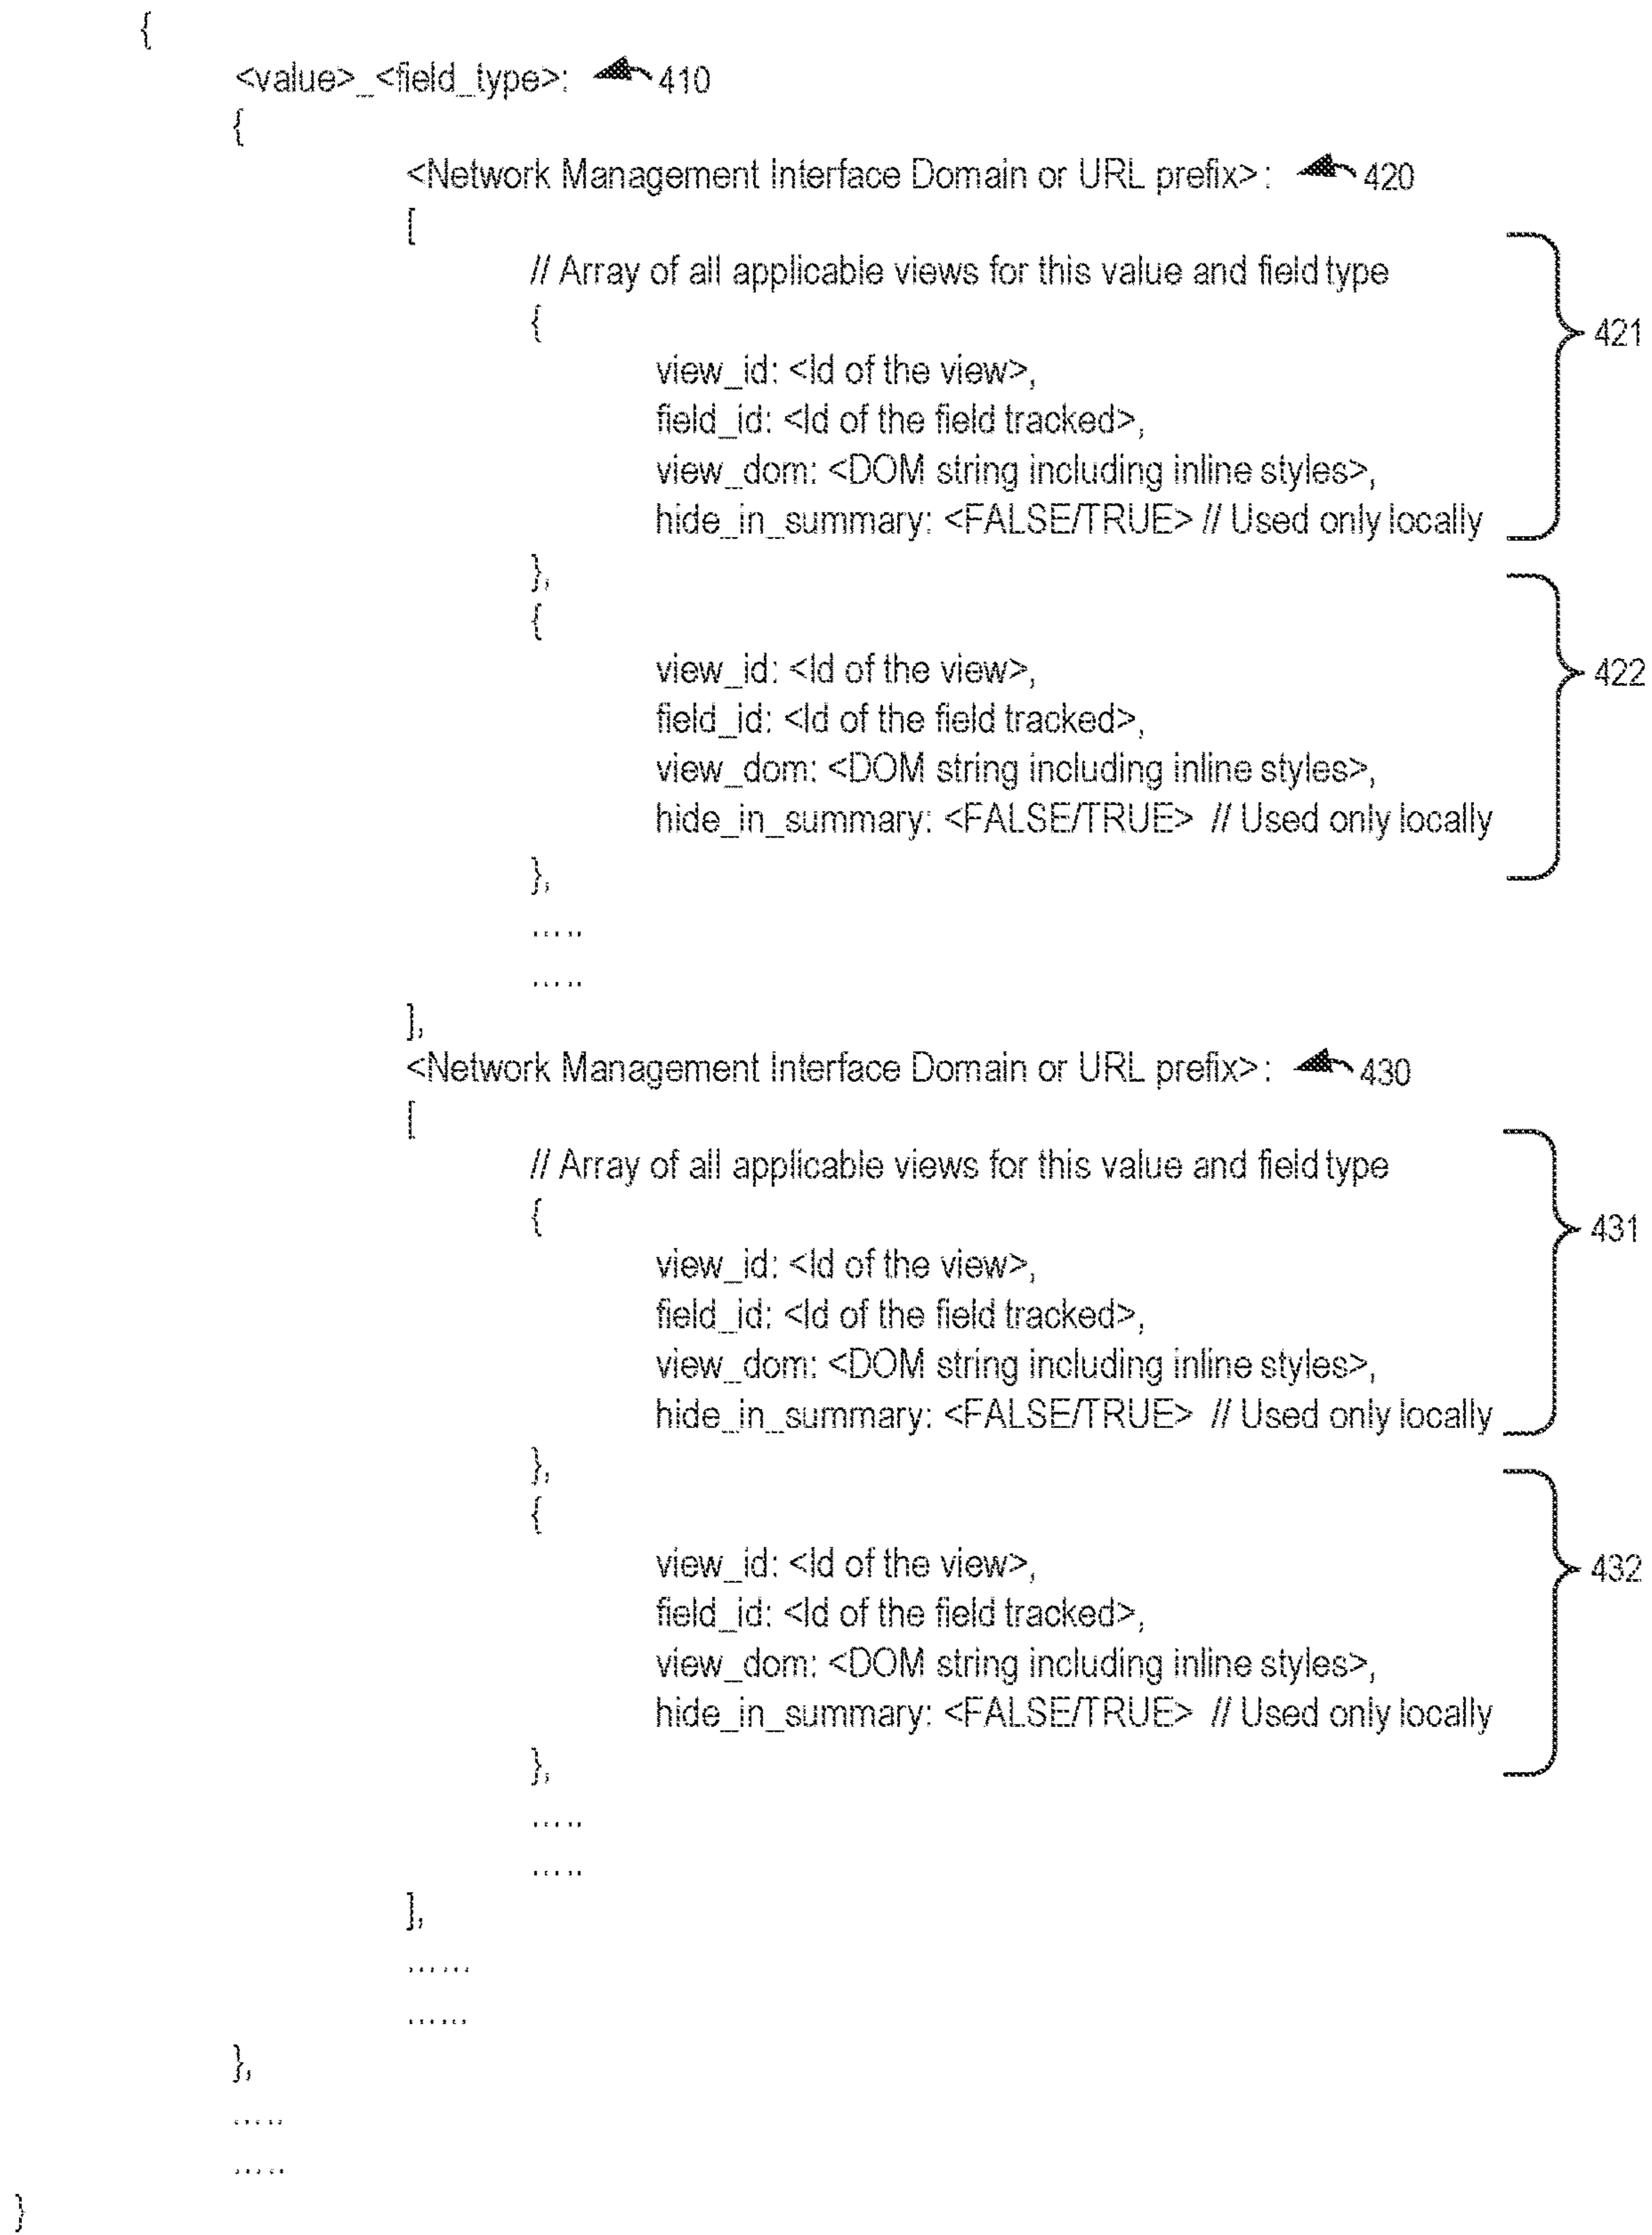 {
<value>_<field_type>: 410
{
<Network Management Interface Domain or URL prefix>: 420
[
// Array of all applicable views for this value and field type
{
421
view_id: <Id of the view>,
field_id: <Id of the field tracked>,
view_dom: <DOM string including inline styles>,
hide_in_summary: <FALSE/TRUE> // Used only locally
},
{
view_id: <Id of the view>,
422
field_id: <Id of the field tracked>,
view_dom: <DOM string including inline styles>,
hide_in_summary: <FALSE/TRUE> // Used only locally
},
.....
.....
],
<Network Management Interface Domain or URL prefix>: 430
[
// Array of all applicable views for this value and field type
{
431
view_id: <Id of the view>,
field_id: <Id of the field tracked>,
view_dom: <DOM string including inline styles>,
hide_in_summary: <FALSE/TRUE> // Used only locally
},
{
view_id: <Id of the view>,
432
field_id: <Id of the field tracked>,
view_dom: <DOM string including inline styles>,
hide_in_summary: <FALSE/TRUE> // Used only locally
},
.....
.....
],
......
......
},
.....
.....
}